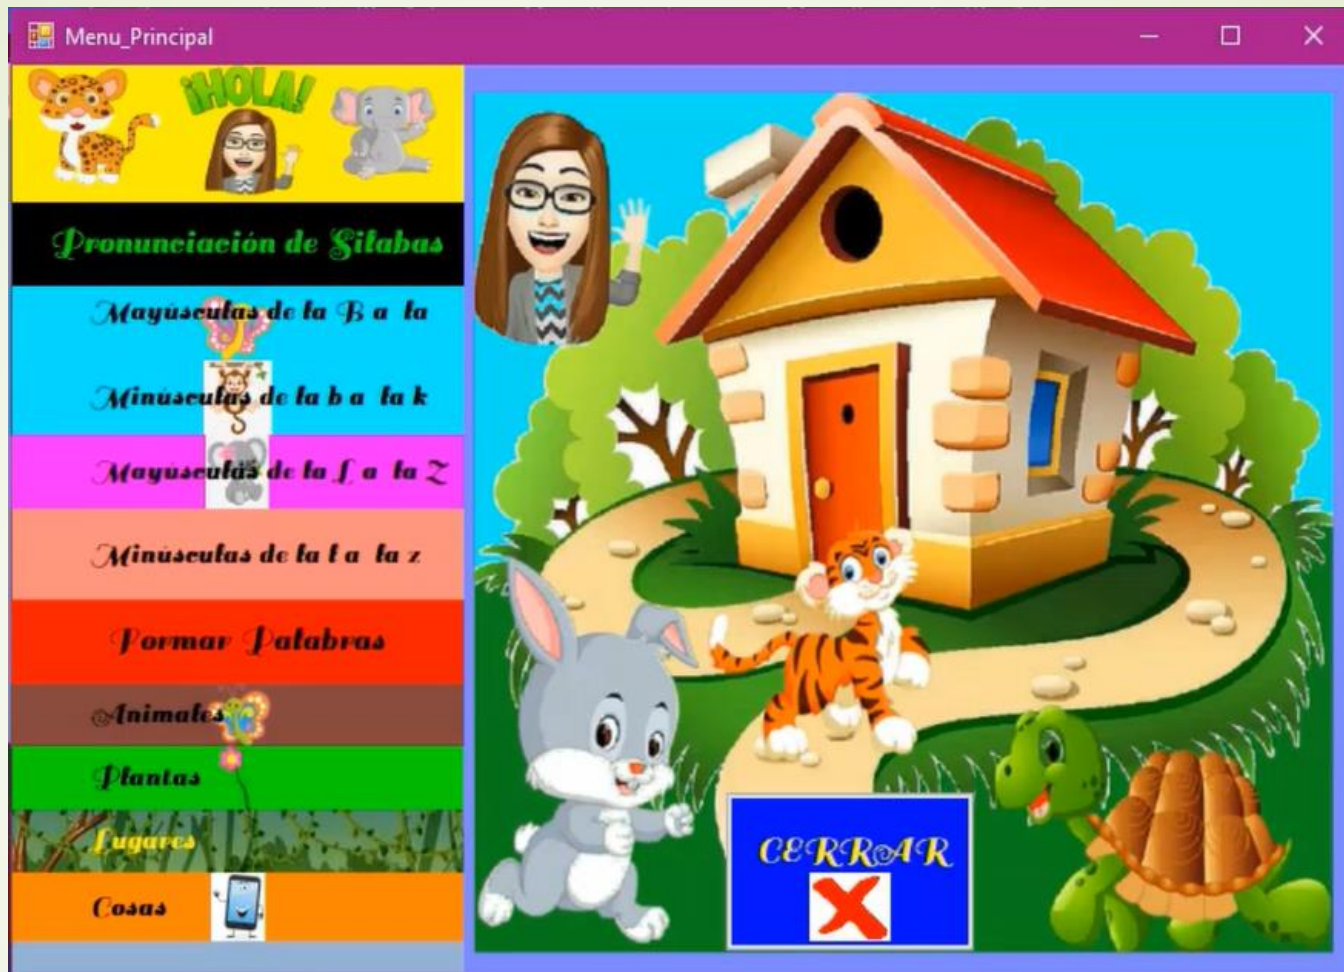 Menu_Principal
¡HOLA!
Pronunciación de Sílabas
Mayúsculas de la B a la
Minúsculas de la b a la k
Mayusculas de la L a la Z
Minúsculas de la l a la z
Formar Palabras
Animales
Plantas
Lugares
Cosas
CERRAR